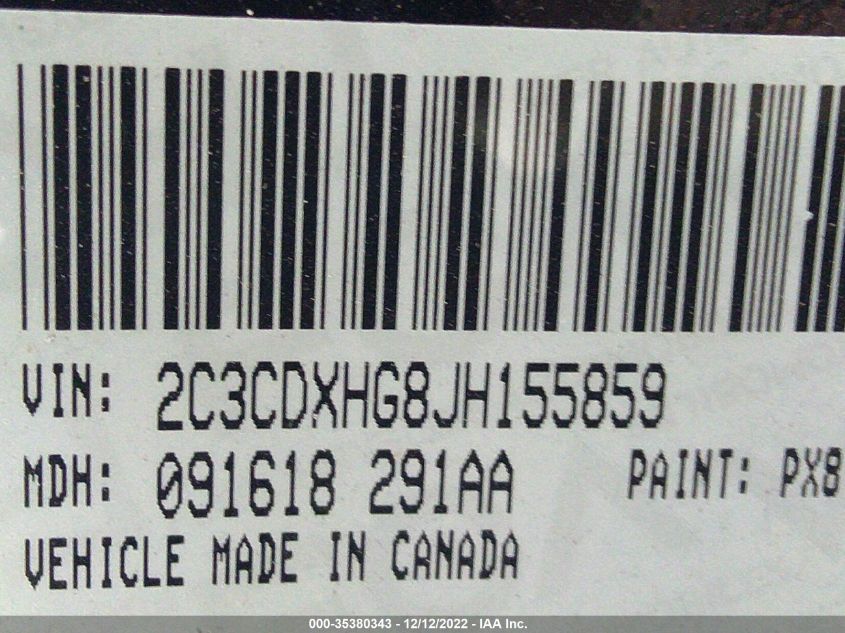 VIN: 2C3CDXHG8JH155859
MDH: 091618 291AA PAINT: PX8
VEHICLE MADE IN CANADA
000-35380343 - 12/12/2022 - IAA Inc.